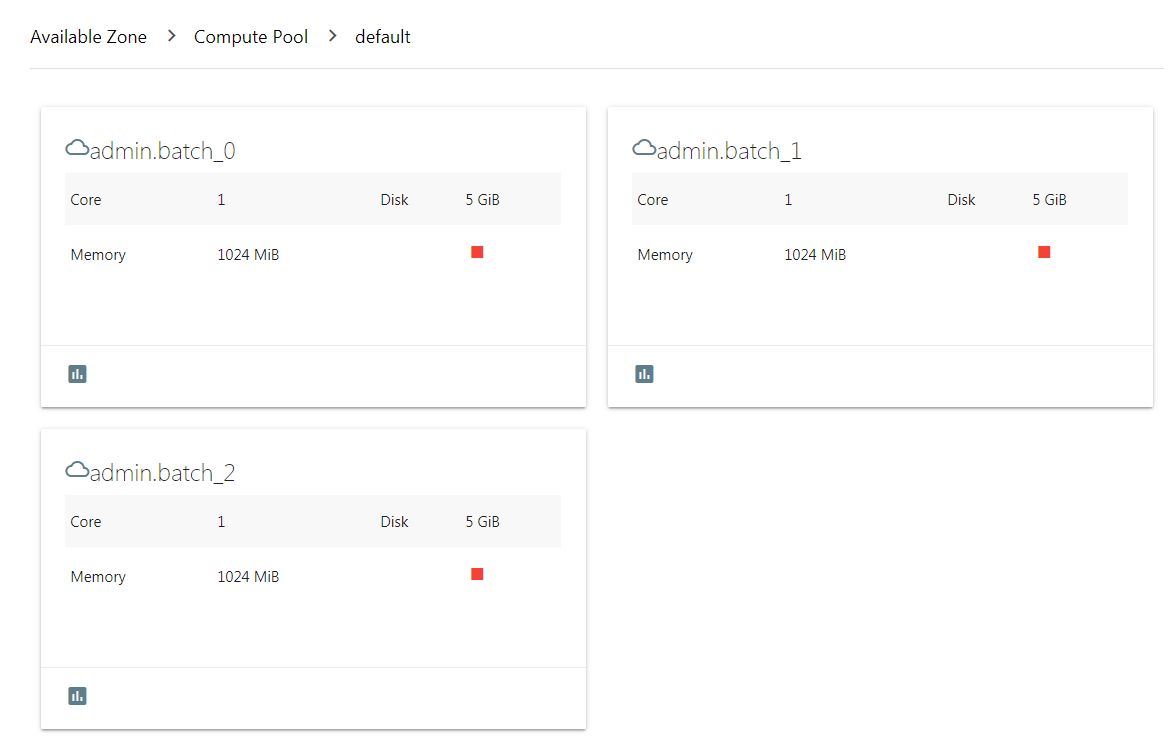 Available Zone > Compute Pool > default
admin.batch_0
Core 1 Disk 5 GiB
Memory 1024 MiB
admin.batch_1
Core 1 Disk 5 GiB
Memory 1024 MiB
admin.batch_2
Core 1 Disk 5 GiB
Memory 1024 MiB